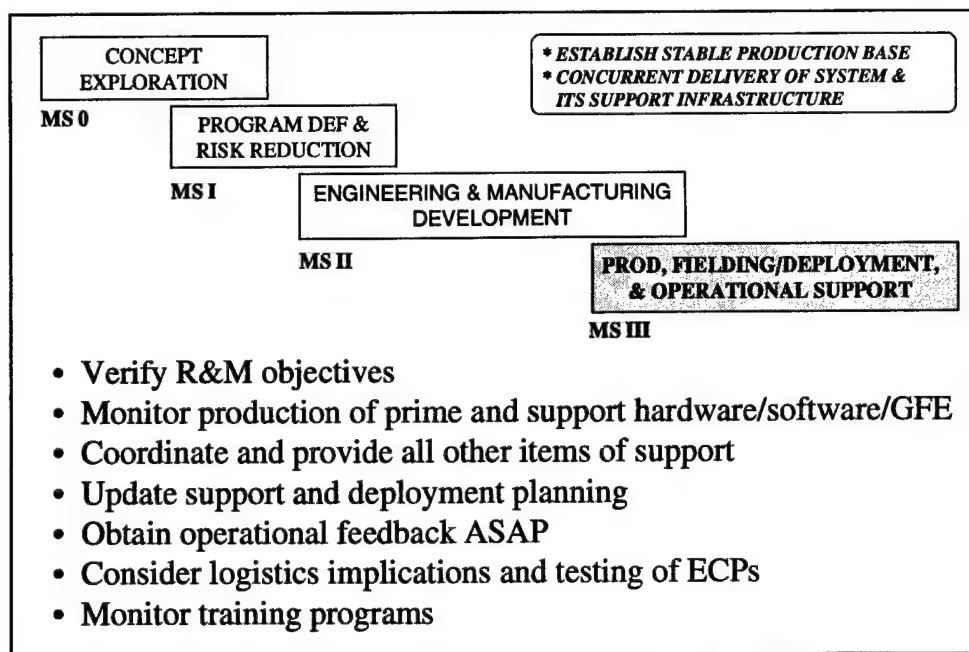 CONCEPT
EXPLORATION
* ESTABLISH STABLE PRODUCTION BASE
* CONCURRENT DELIVERY OF SYSTEM &
ITS SUPPORT INFRASTRUCTURE
MS 0
PROGRAM DEF &
RISK REDUCTION
MS I
ENGINEERING & MANUFACTURING
DEVELOPMENT
MS II
PROD, FIELDING/DEPLOYMENT,
& OPERATIONAL SUPPORT
MS III
• Verify R&M objectives
• Monitor production of prime and support hardware/software/GFE
• Coordinate and provide all other items of support
• Update support and deployment planning
• Obtain operational feedback ASAP
• Consider logistics implications and testing of ECPs
• Monitor training programs